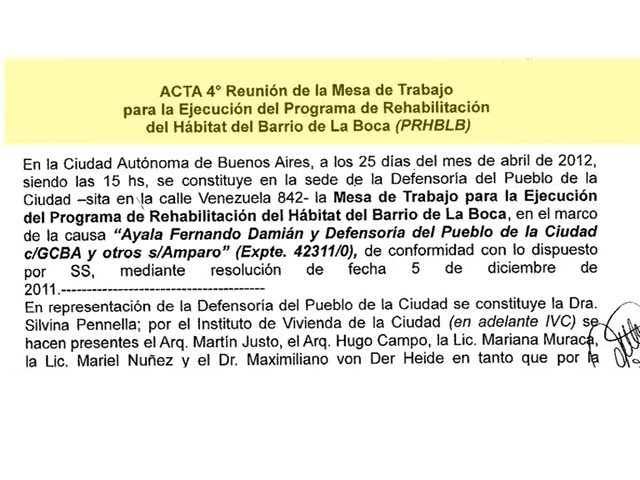 ACTA 4° Reunión de la Mesa de Trabajo
para la Ejecución del Programa de Rehabilitación
del Hábitat del Barrio de La Boca (PRHBLB)
En la Ciudad Autónoma de Buenos Aires, a los 25 días del mes de abril de 2012,
siendo las 15 hs, se constituye en la sede de la Defensoría del Pueblo de la
Ciudad –sita en la calle Venezuela 842- la Mesa de Trabajo para la Ejecución
del Programa de Rehabilitación del Hábitat del Barrio de La Boca, en el marco
de la causa “Ayala Fernando Damián y Defensoría del Pueblo de la Ciudad
c/GCBA y otros s/Amparo” (Expte. 42311/0), de conformidad con lo dispuesto
por SS, mediante resolución de fecha 5 de diciembre de
2011.----------------------------------------
En representación de la Defensoría del Pueblo de la Ciudad se constituye la Dra.
Silvina Pennella; por el Instituto de Vivienda de la Ciudad (en adelante IVC) se
hacen presentes el Arq. Martín Justo, el Arq. Hugo Campo, la Lic. Mariana Muraca,
la Lic. Mariel Nuñez y el Dr. Maximiliano von Der Heide en tanto que por la